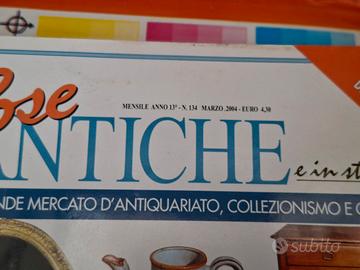 ose
MENSILE ANNO 13° - N. 134 MARZO 2004 - EURO 4,30
ANTICHE
e in st
NDE MERCATO D'ANTIQUARIATO, COLLEZIONISMO E
subito